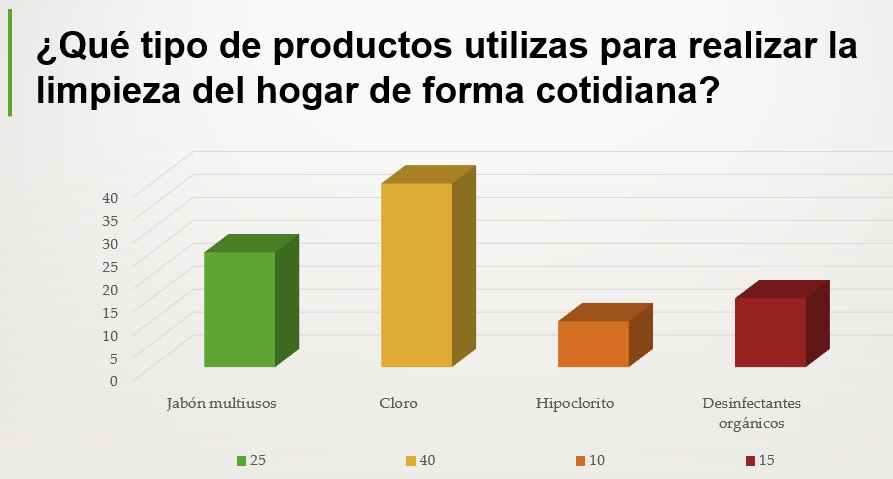 ¿Qué tipo de productos utilizas para realizar la
limpieza del hogar de forma cotidiana?
40
35
30
25
20
15
10
5
0
Jabón multiusos Cloro Hipoclorito Desinfectantes
orgánicos
25 40 10 15